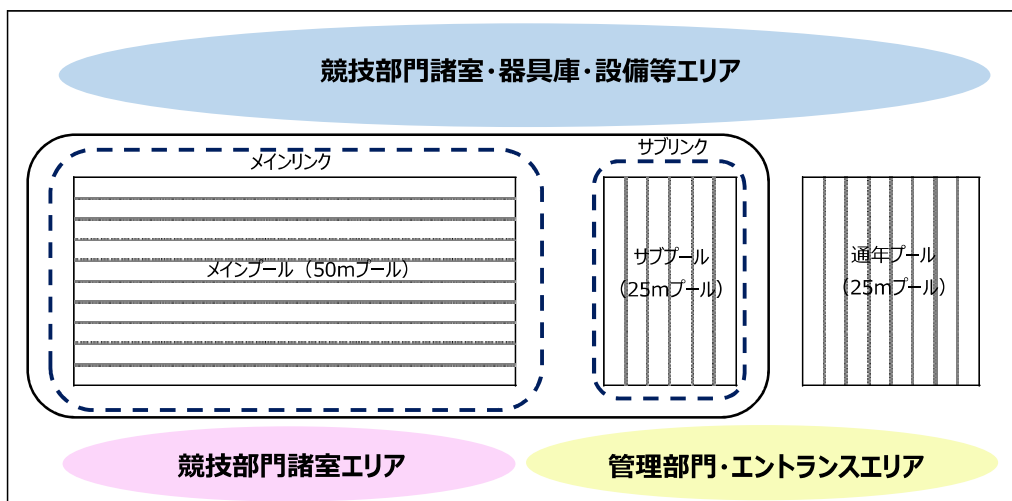 競技部門諸室・器具庫・設備等エリア
メインリンク
サブリンク
メインプール（50mプール）
サブプール
（25mプール）
通年プール
（25mプール）
競技部門諸室エリア
管理部門・エントランスエリア